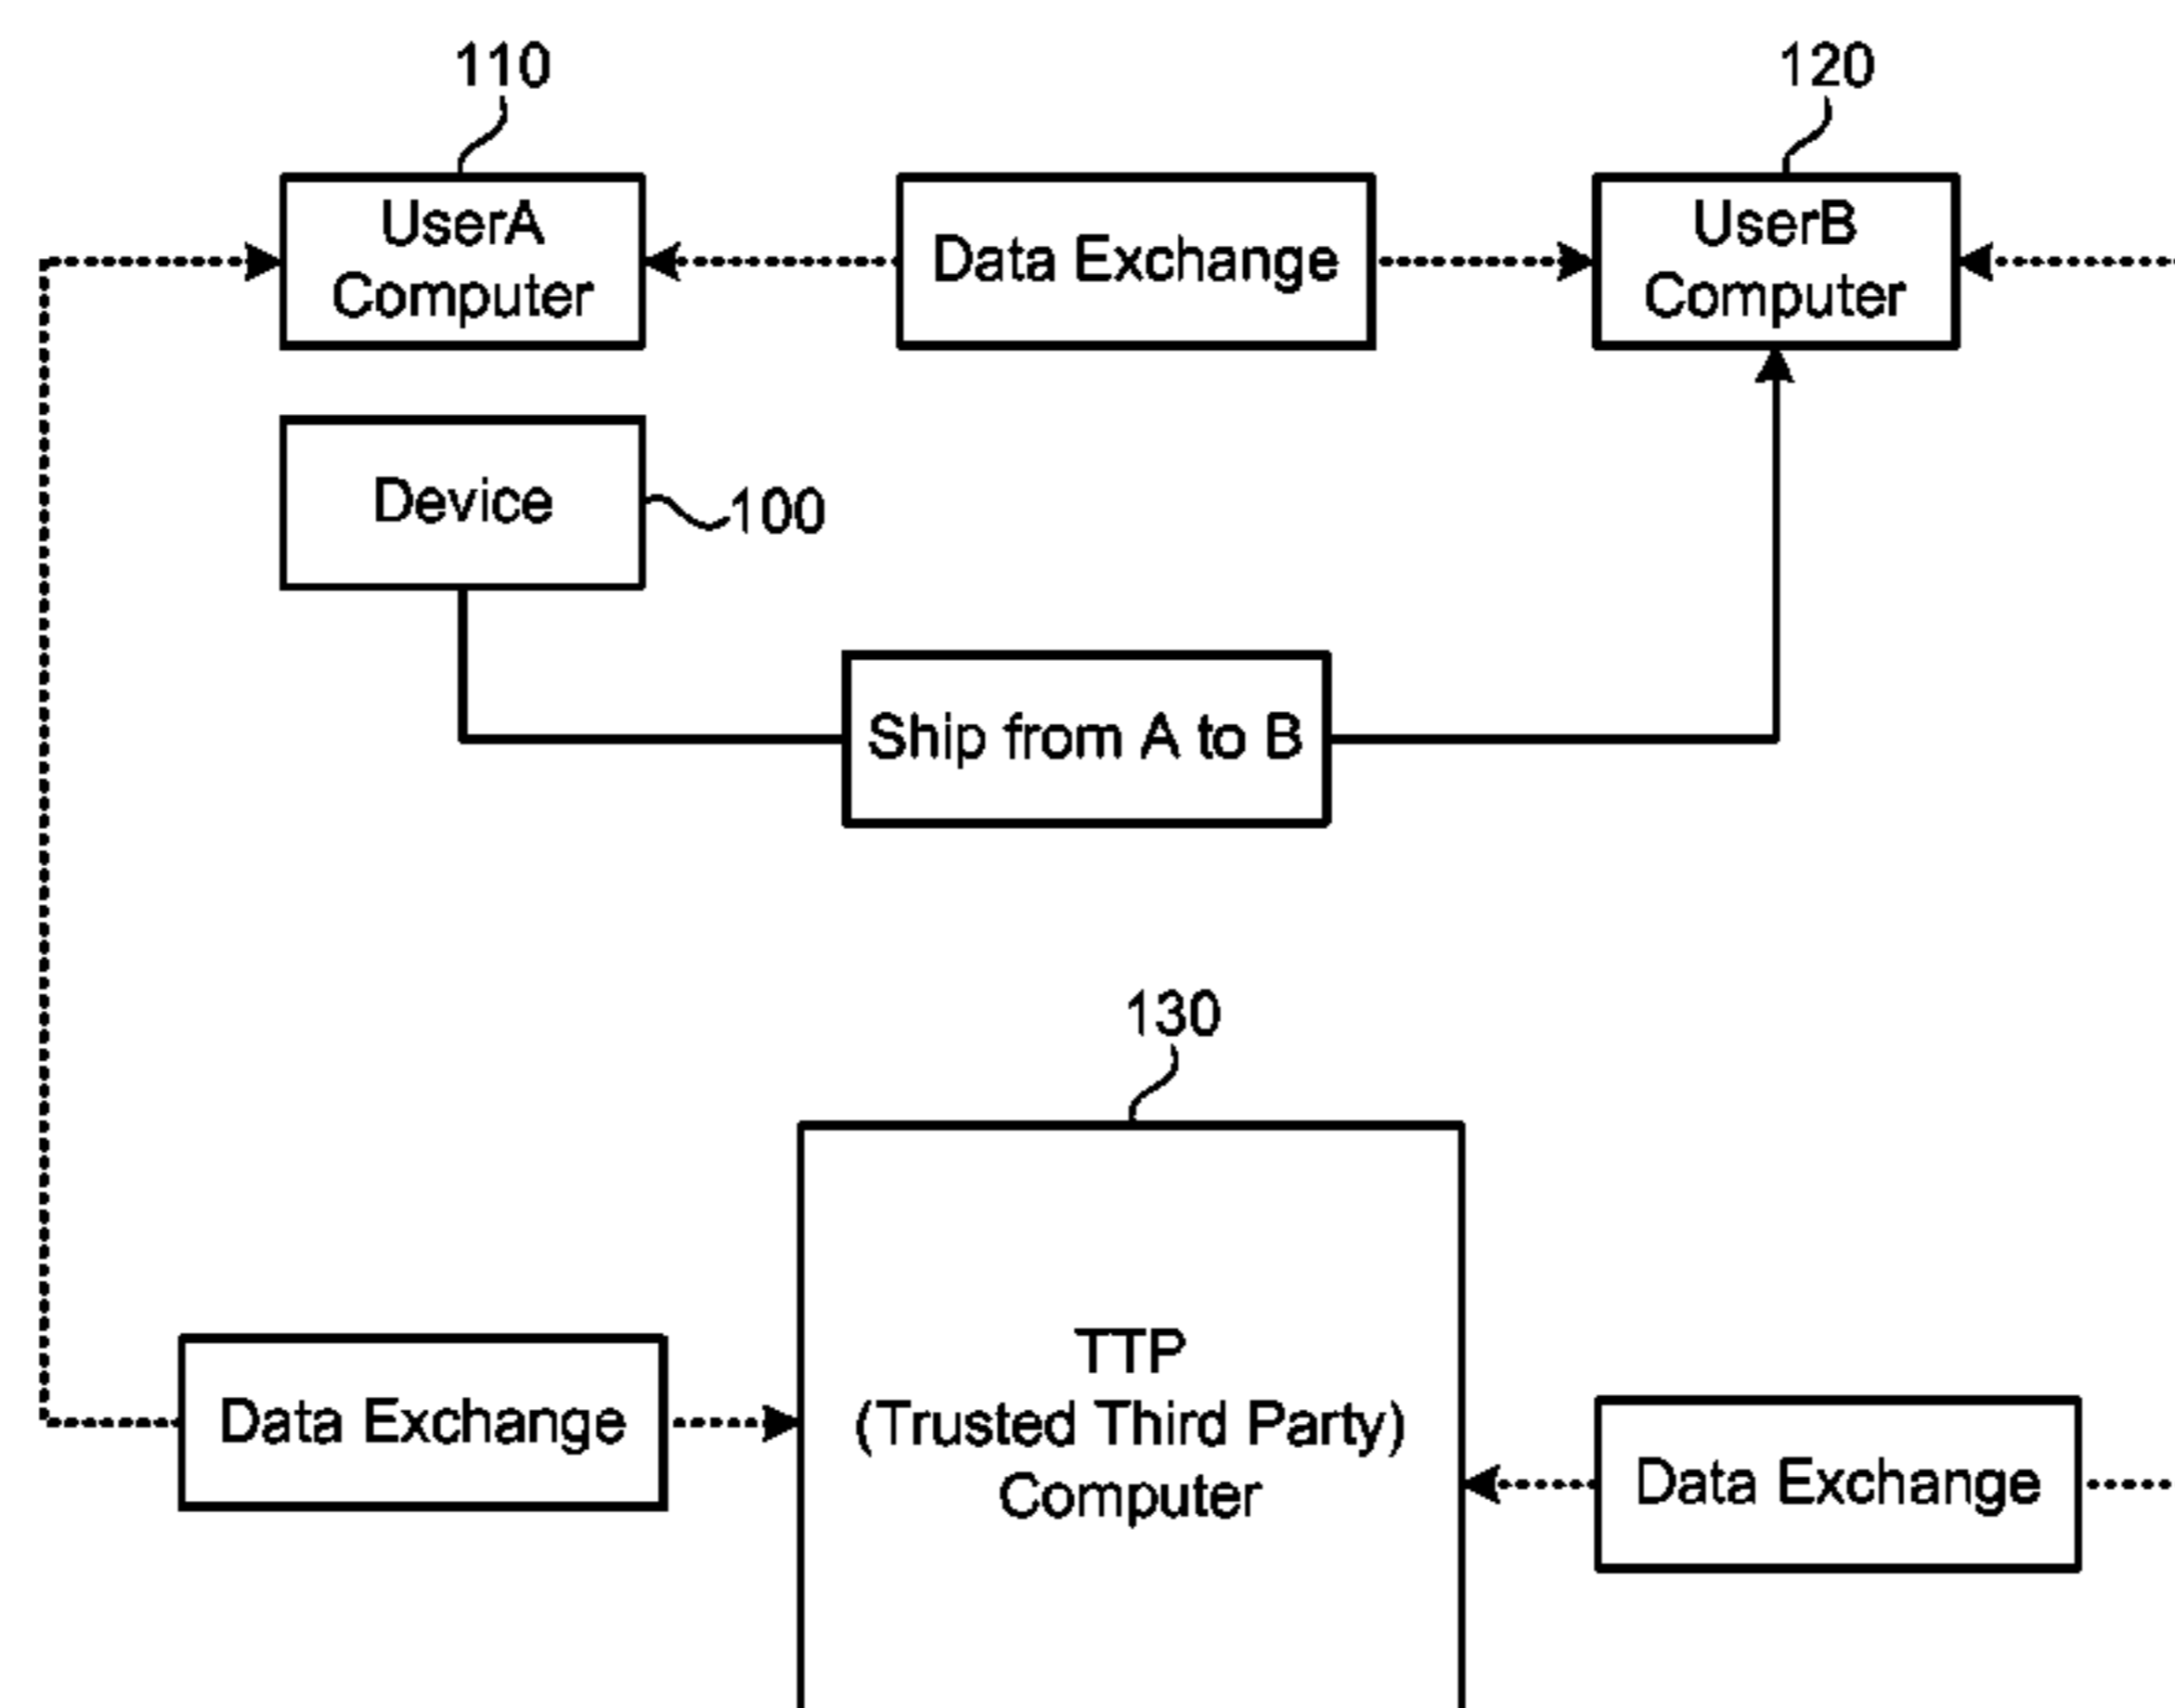 110
120
UserA
Computer
Data Exchange
UserB
Computer
Device
100
Ship from A to B
130
TTP
(Trusted Third Party)
Computer
Data Exchange
Data Exchange